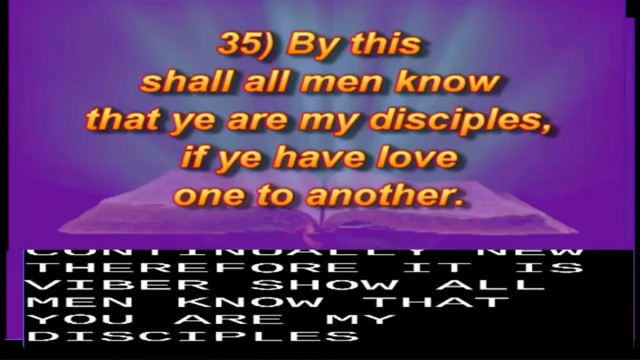 35) By this
shall all men know
that ye are my disciples,
if ye have love
one to another.
CONTINUALLY NEW
THEREFORE IT IS
VIBER SHOW ALL
MEN KNOW THAT
YOU ARE MY
DISCIPLES